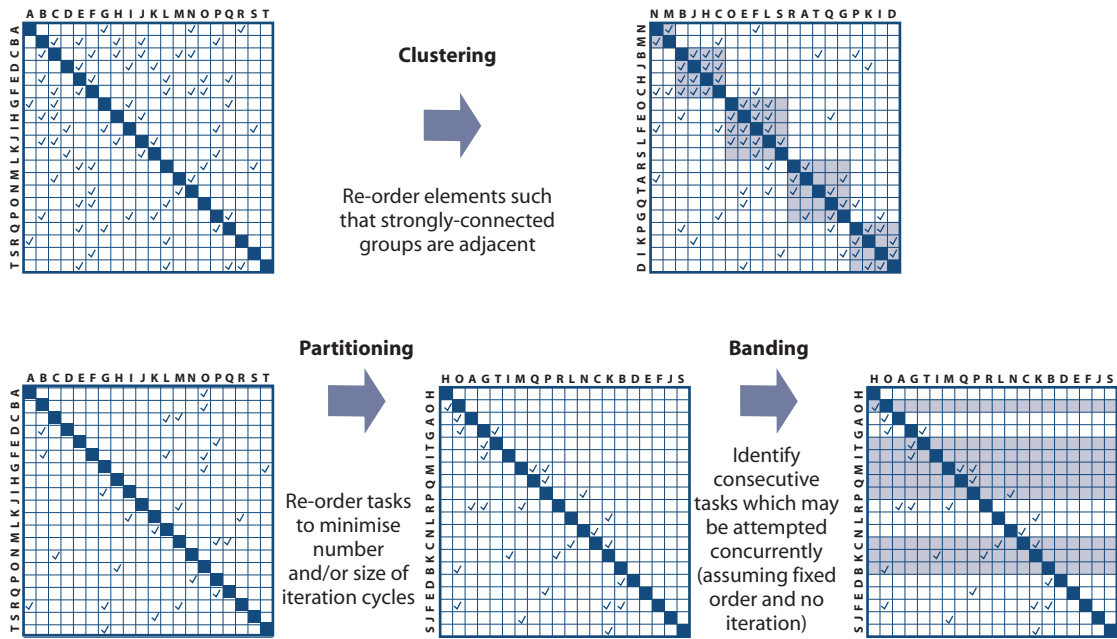 A B C D E F G H I J K L M N O P Q R S T
T S R Q P O N M L K J I H G F E D C B A
Clustering
Re-order elements such
that strongly-connected
groups are adjacent
N M B J H C O E F L S R A T Q G P K I D
D I K P G Q T A R S L F E O C H J B M N
A B C D E F G H I J K L M N O P Q R S T
T S R Q P O N M L K J I H G F E D C B A
Partitioning
Re-order tasks
to minimise
number
and/or size of
iteration cycles
H O A G T I M Q P R L N C K B D E F J S
S J F E D B K C N L R P Q M I T G A O H
Banding
Identify
consecutive
tasks which may
be attempted
concurrently
(assuming fixed
order and no
iteration)
H O A G T I M Q P R L N C K B D E F J S
S J F E D B K C N L R P Q M I T G A O H